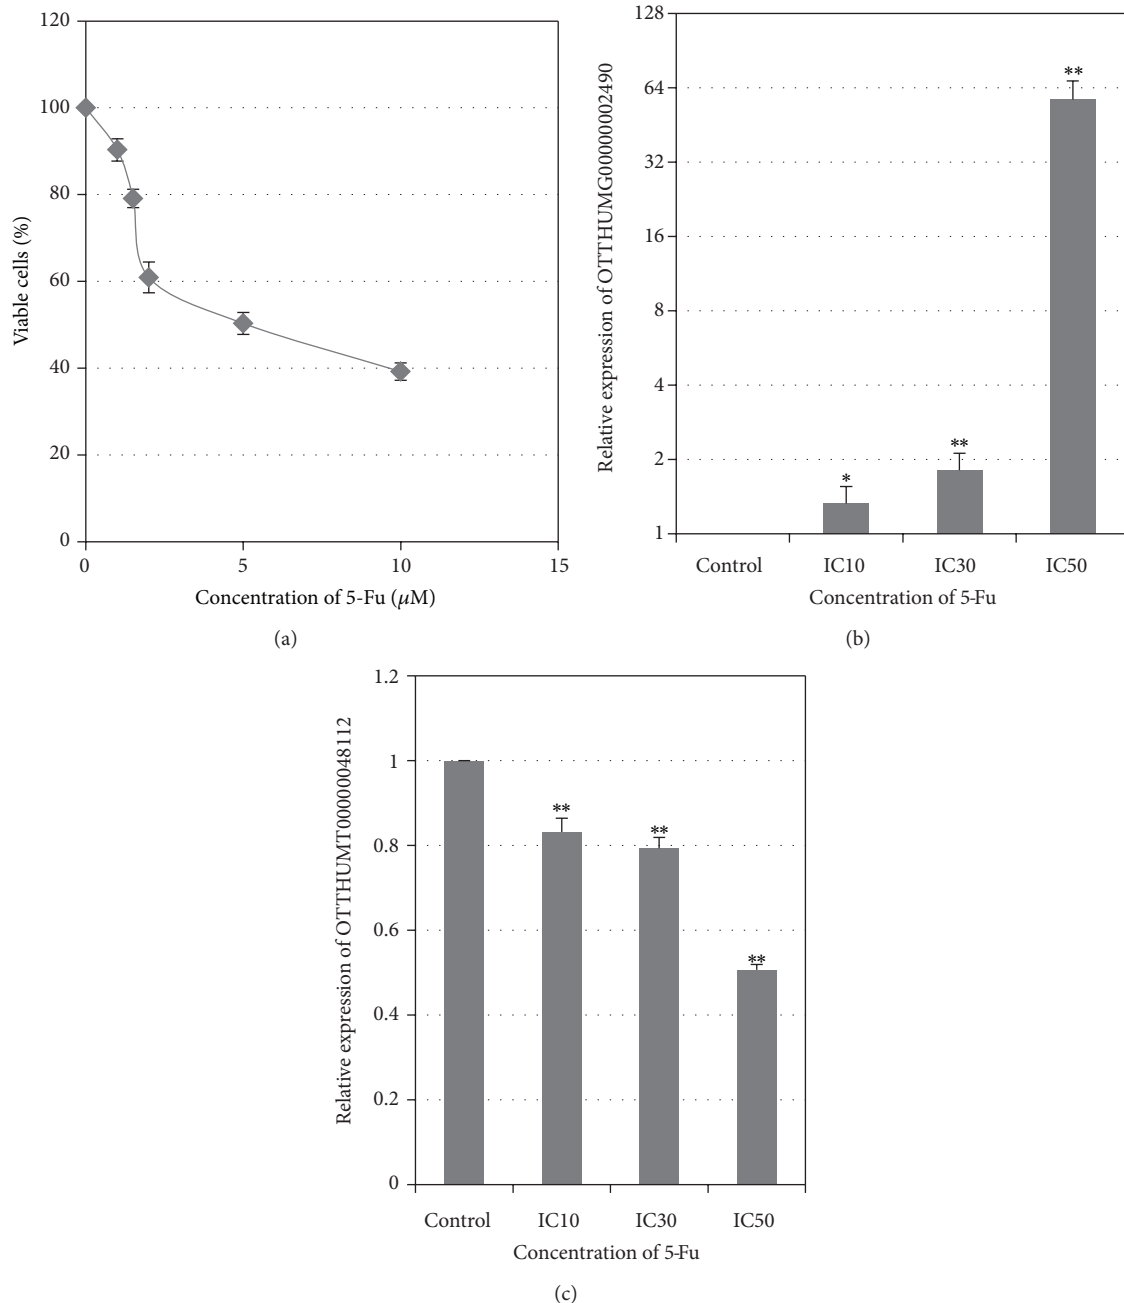 120
100
80
60
40
20
0
Viable cells (%)
0 5 10 15
Concentration of 5-Fu (μM)
(a)
128
64
32
16
8
4
2
1
Relative expression of OTTHUMG00000002490
*
**
**
Control IC10 IC30 IC50
Concentration of 5-Fu
(b)
1.2
1
0.8
0.6
0.4
0.2
0
Relative expression of OTTHUMT00000048112
**
**
**
Control IC10 IC30 IC50
Concentration of 5-Fu
(c)